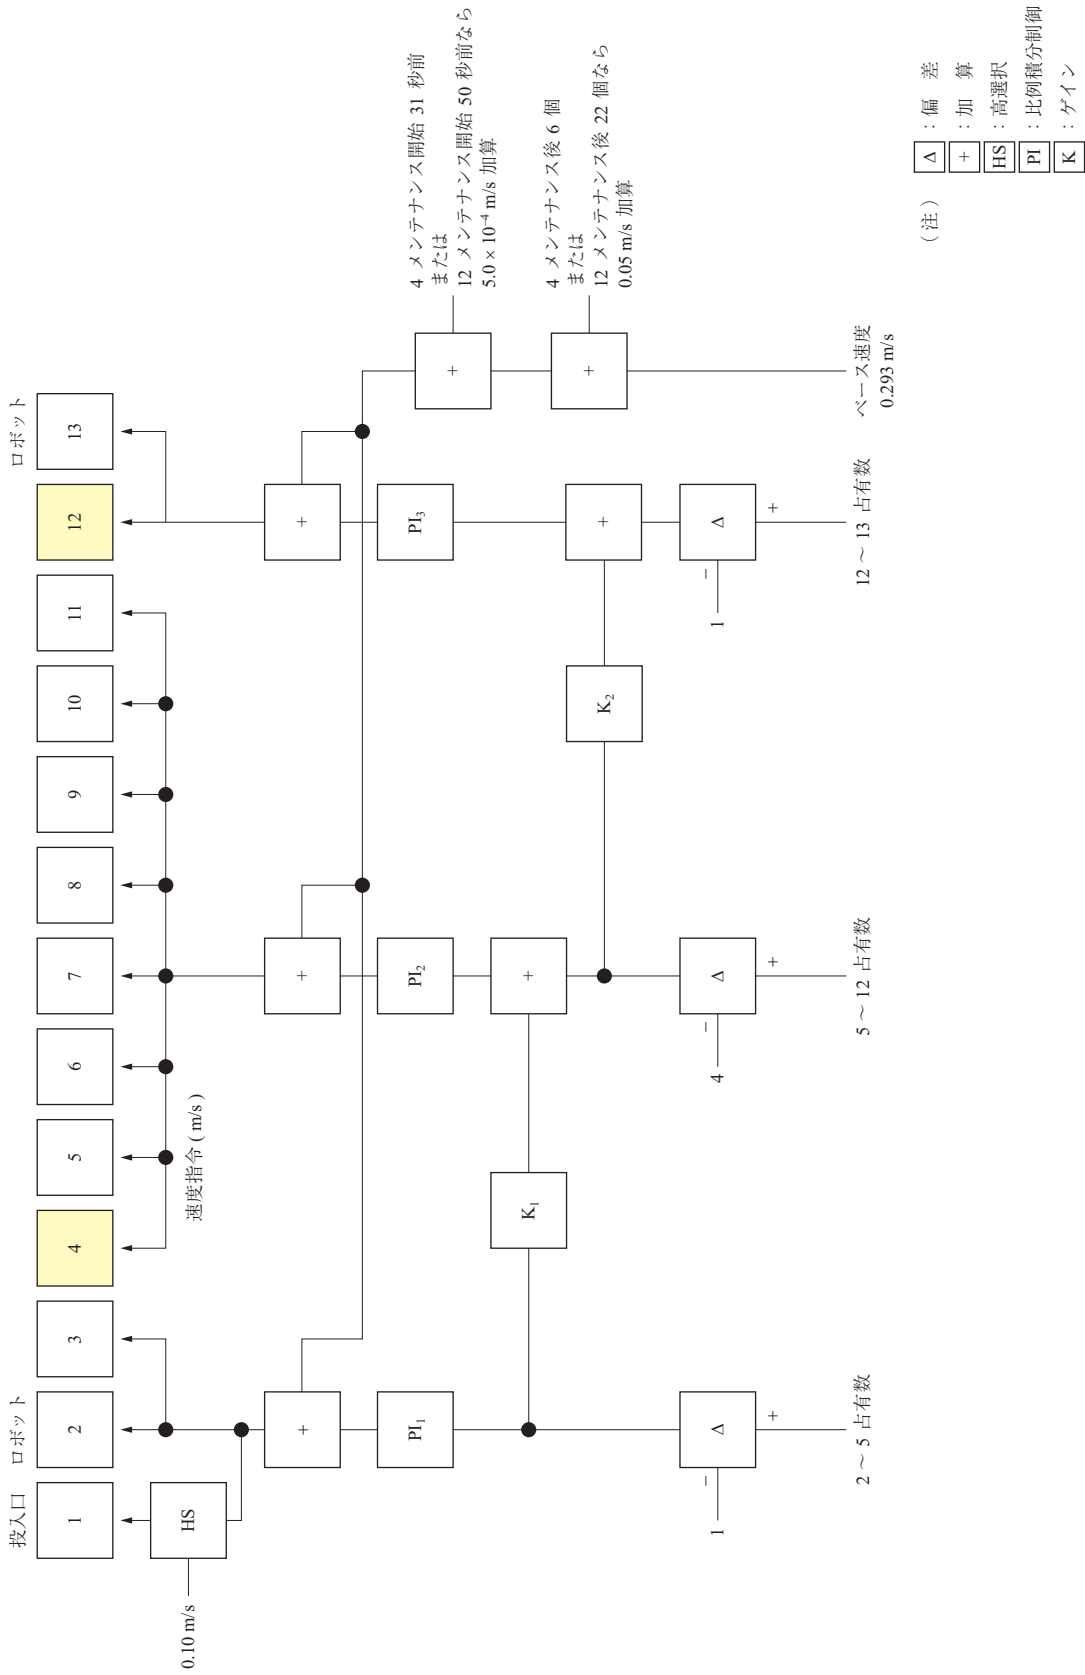 投入口
ロボット
ロボット
1
2
3
4
5
6
7
8
9
10
11
12
13
HS
0.10 m/s
速度指令 ( m/s )
+
+
+
4 メンテナンス開始 31 秒前
または
12 メンテナンス開始 50 秒前なら
5.0 × 10⁻⁴ m/s 加算
+
PI₁
PI₂
PI₃
K₁
+
K₂
+
+
4 メンテナンス後 6 個
または
12 メンテナンス後 22 個なら
0.05 m/s 加算
1
−
Δ
+
4
−
Δ
+
1
−
Δ
+
2 ~ 5 占有数
5 ~ 12 占有数
12 ~ 13 占有数
ベース速度
0.293 m/s
( 注 )
Δ : 偏 差
+ : 加 算
HS : 高選択
PI : 比例積分制御
K : ゲイン